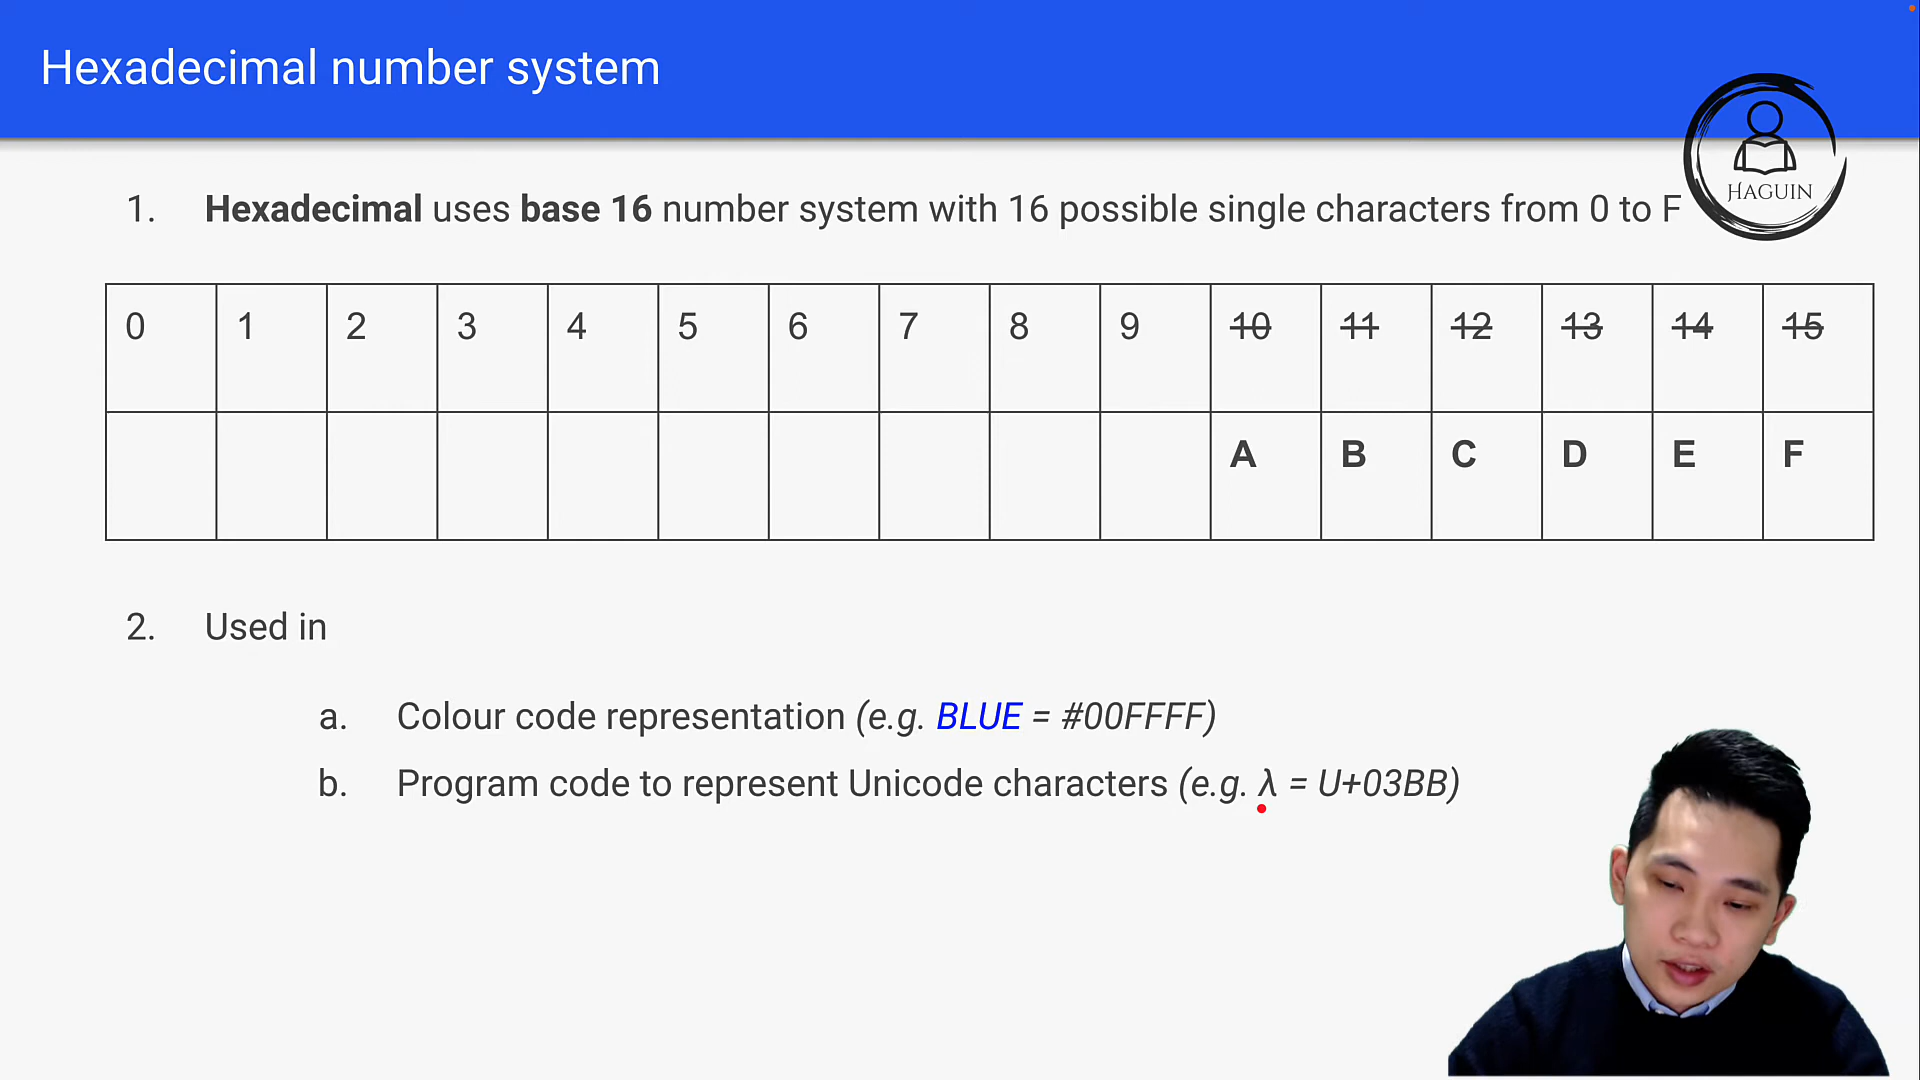 Hexadecimal number system
HAGUIN
1. Hexadecimal uses base 16 number system with 16 possible single characters from 0 to F
0 1 2 3 4 5 6 7 8 9 10 11 12 13 14 15
A B C D E F
2. Used in
a. Colour code representation (e.g. BLUE = #00FFFF)
b. Program code to represent Unicode characters (e.g. λ = U+03BB)